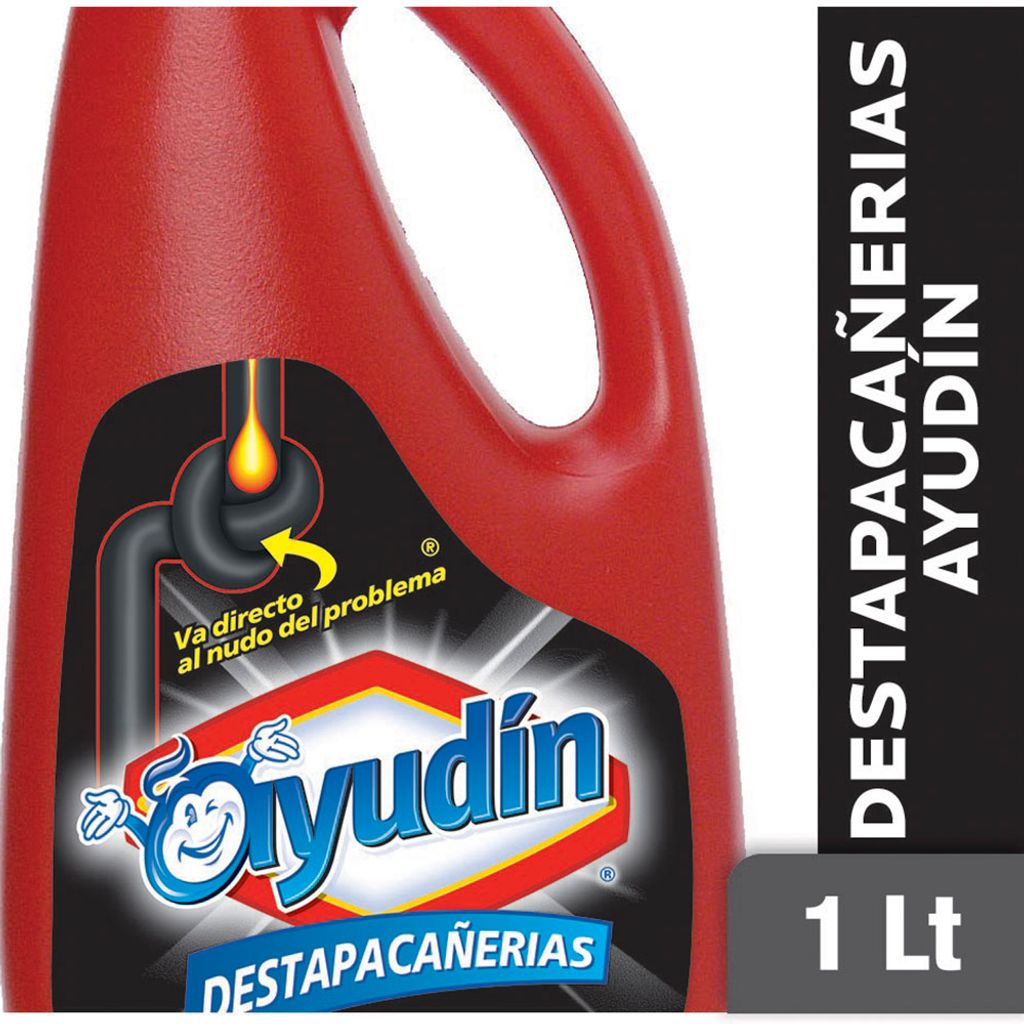 Va directo
al nudo del problema
®
Ayudín
®
DESTAPACAÑERIAS
DESTAPACAÑERIAS
AYUDÍN
1 Lt